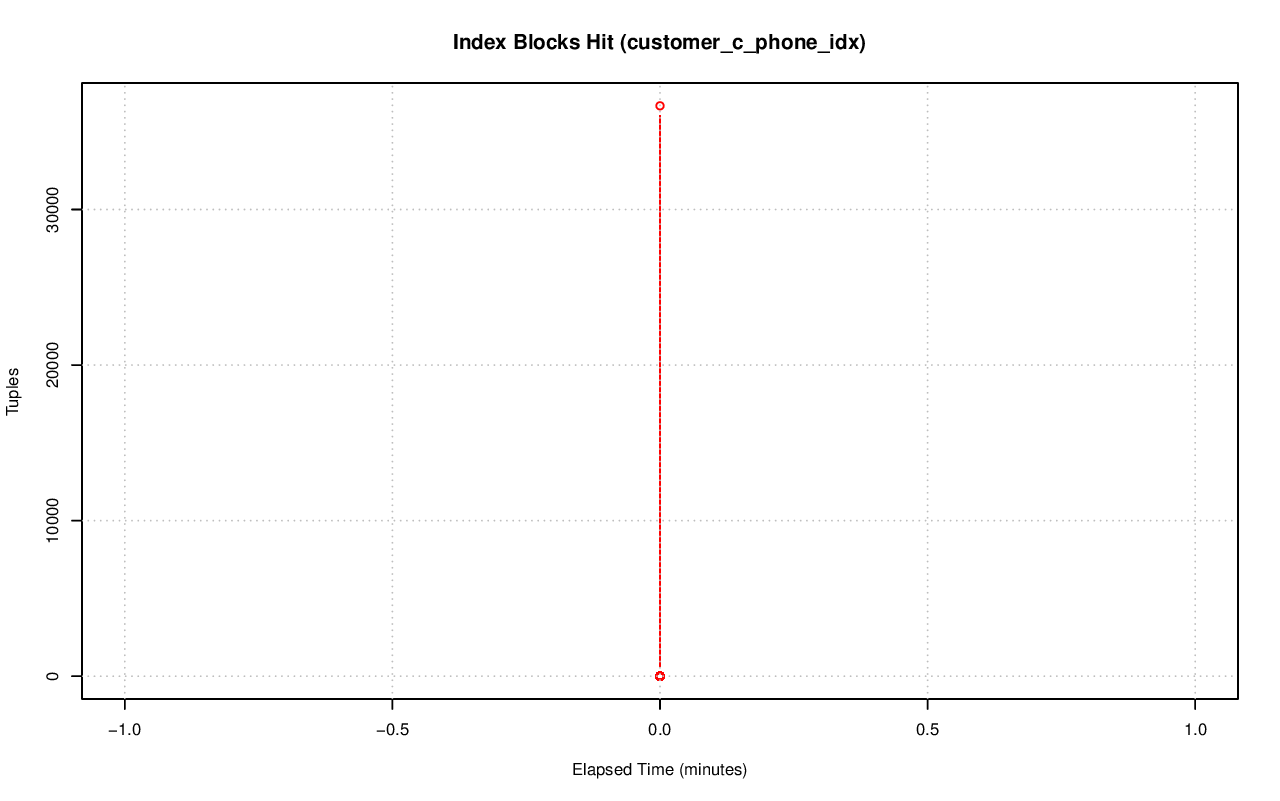 Index Blocks Hit (customer_c_phone_idx)
Tuples
30000
20000
10000
0
−1.0 −0.5 0.0 0.5 1.0
Elapsed Time (minutes)